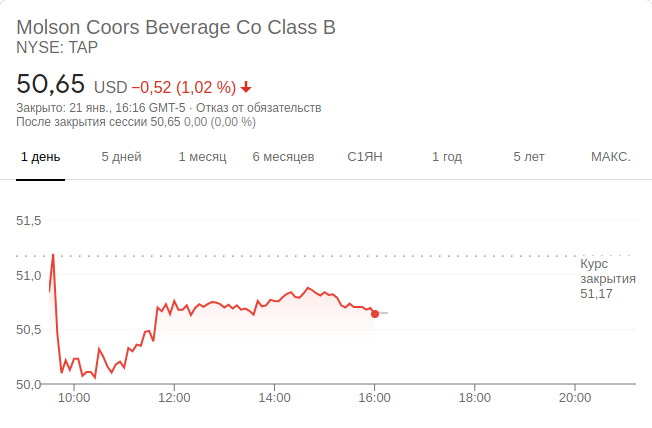 Molson Coors Beverage Co Class B
NYSE: TAP
50,65 USD −0,52 (1,02 %)
Закрыто: 21 янв., 16:16 GMT-5 · Отказ от обязательств
После закрытия сессии 50,65 0,00 (0,00 %)
1 день 5 дней 1 месяц 6 месяцев С1ЯН 1 год 5 лет МАКС.
51,5
51,0
50,5
50,0
Курс
закрытия
51,17
10:00 12:00 14:00 16:00 18:00 20:00